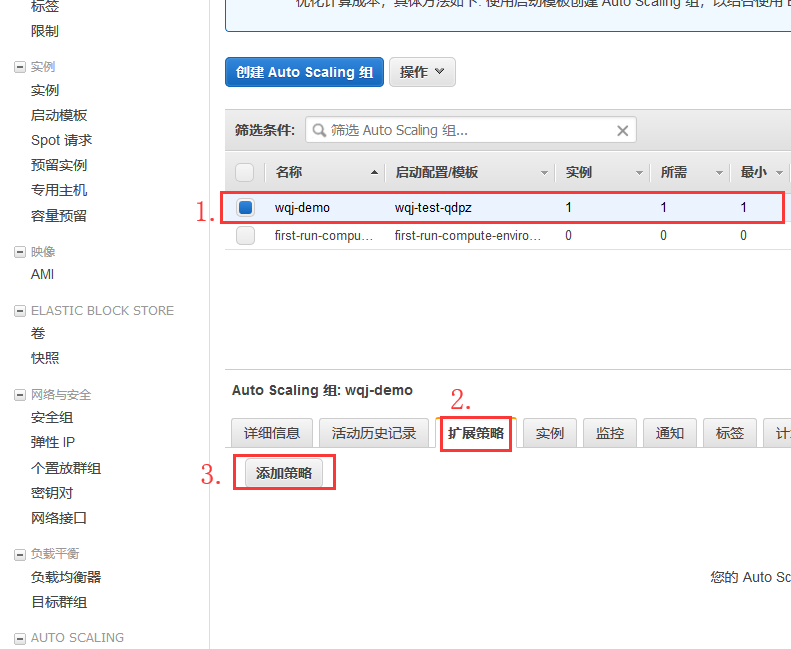 标签
限制
实例
实例
启动模板
Spot 请求
预留实例
专用主机
容量预留
映像
AMI
ELASTIC BLOCK STORE
卷
快照
网络与安全
安全组
弹性 IP
个置放群组
密钥对
网络接口
负载平衡
负载均衡器
目标群组
AUTO SCALING
优化计算成本，具体方法如下: 使用启动模板创建 Auto Scaling 组，以结合使用
创建 Auto Scaling 组 操作
筛选条件: 筛选 Auto Scaling 组...
名称 启动配置/模板 实例 所需 最小
1. wqj-demo wqj-test-qdpz 1 1 1
first-run-compu... first-run-compute-enviro... 0 0 0
Auto Scaling 组: wqj-demo
2.
详细信息 活动历史记录 扩展策略 实例 监控 通知 标签 计
3. 添加策略
您的 Auto Sc